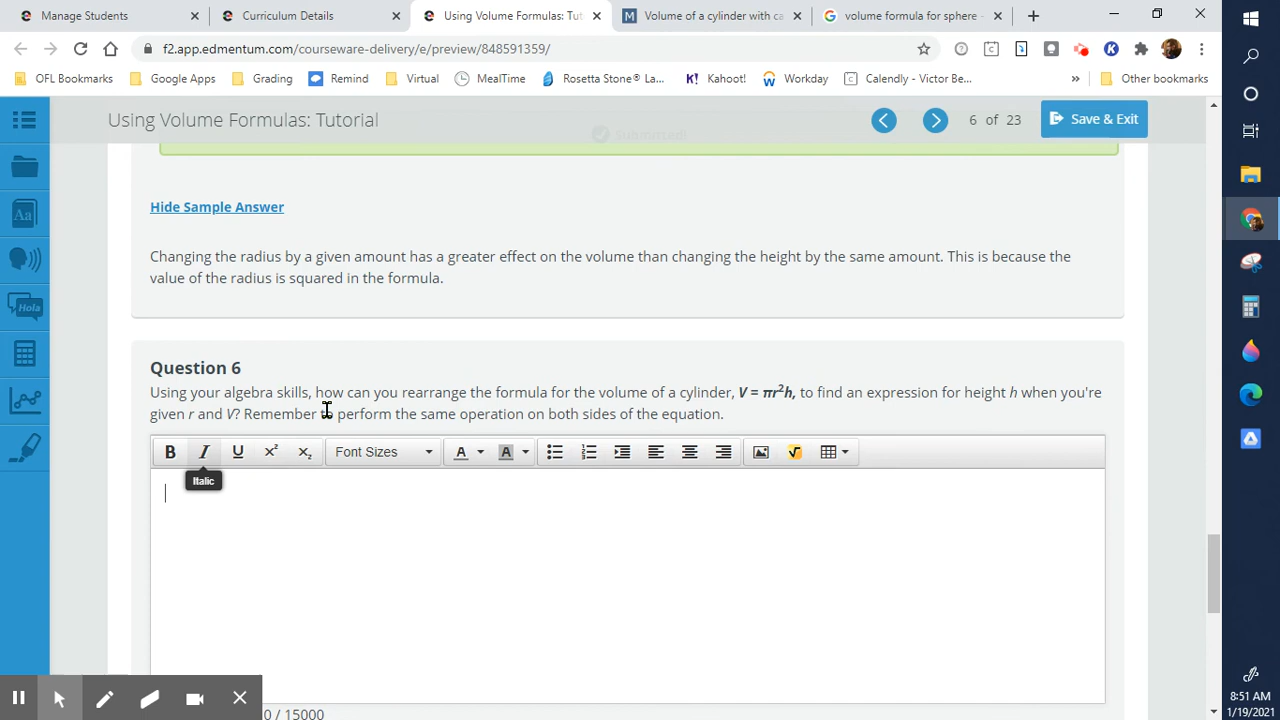 Manage Students
Curriculum Details
Using Volume Formulas: Tut
Volume of a cylinder with ca
volume formula for sphere -
f2.app.edmentum.com/courseware-delivery/e/preview/848591359/
OFL Bookmarks
Google Apps
Grading
Remind
Virtual
MealTime
Rosetta Stone® La...
Kahoot!
Workday
Calendly - Victor Be...
Other bookmarks
Using Volume Formulas: Tutorial
6 of 23
Save & Exit
Hide Sample Answer
Changing the radius by a given amount has a greater effect on the volume than changing the height by the same amount. This is because the
value of the radius is squared in the formula.
Question 6
Using your algebra skills, how can you rearrange the formula for the volume of a cylinder, V = πr²h, to find an expression for height h when you're
given r and V? Remember to perform the same operation on both sides of the equation.
B I U x² x₂ Font Sizes A A
Italic
0 / 15000
Aa
Hola
8:51 AM
1/19/2021